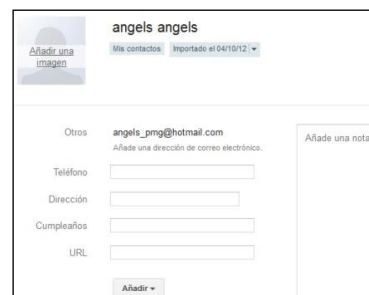 angels angels
Añadir una
imagen
Mis contactos Importado el 04/10/12
Otros angels_pmg@hotmail.com
Añade una dirección de correo electrónico.
Añade una nota
Teléfono
Dirección
Cumpleaños
URL
Añadir